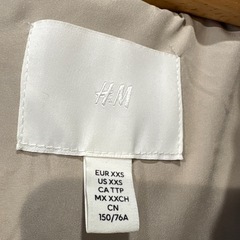 H&M
EUR XXS
US XXS
CA TTP
MX XXCH
CN
150/76A